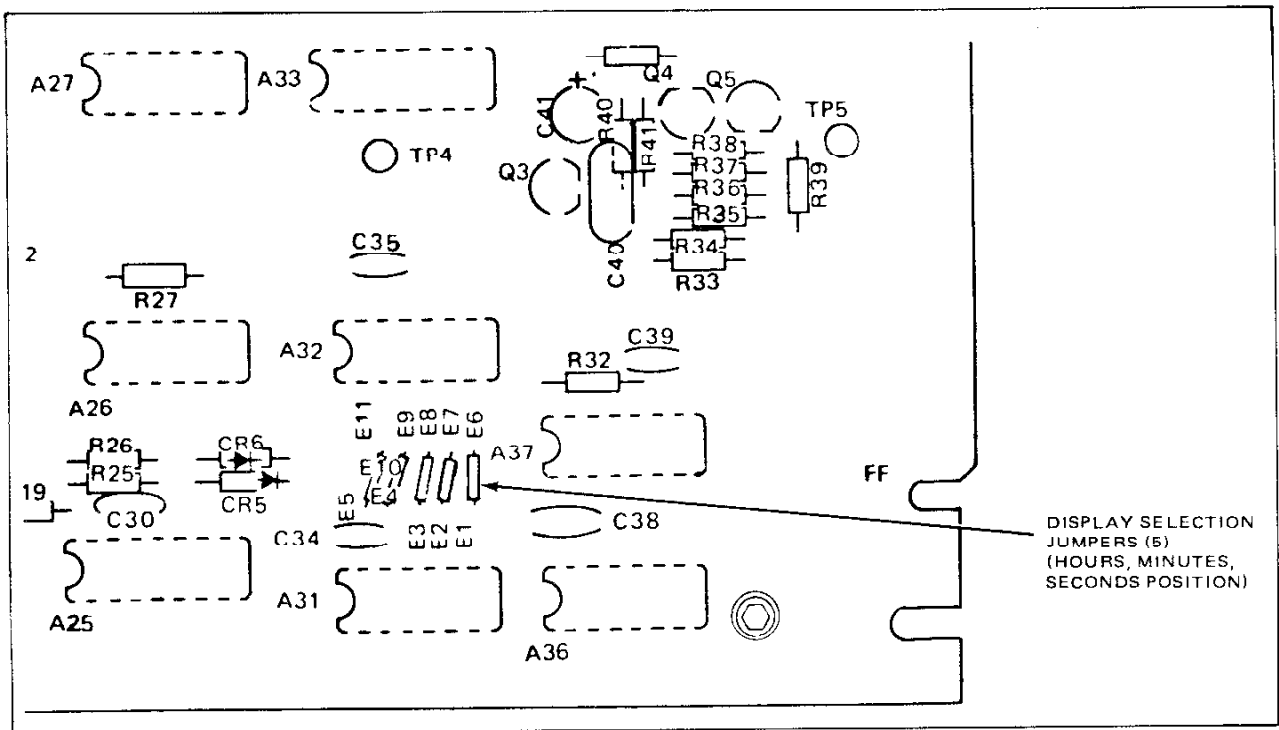 A27
A33
Q4
Q5
C41
R40
R41
TP5
TP4
Q3
R38
R37
R36
R35
R39
2
C35
C40
R34
R33
R27
A32
C39
R32
A26
E11
E9
E8
E7
E6
A37
R26
CR6
R25
E10
E4
FF
19
C30
CR5
E5
C34
E3
E2
E1
C38
DISPLAY SELECTION
JUMPERS (5)
(HOURS, MINUTES,
SECONDS POSITION)
A25
A31
A36